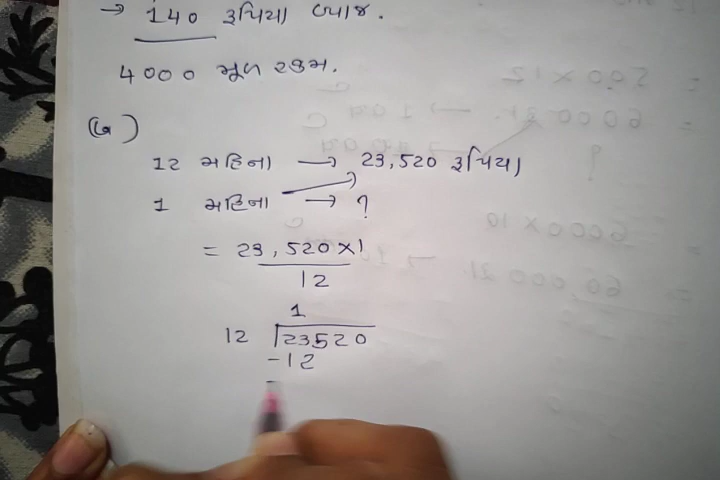 → 140 રૂપિયા વ્યાજ.
4000 મૂળ રકમ.
(બ)
12 મહિના → 23,520 રૂપિયા
1 મહિના → ?
= 23,520×1
12
1
12 23520
-12